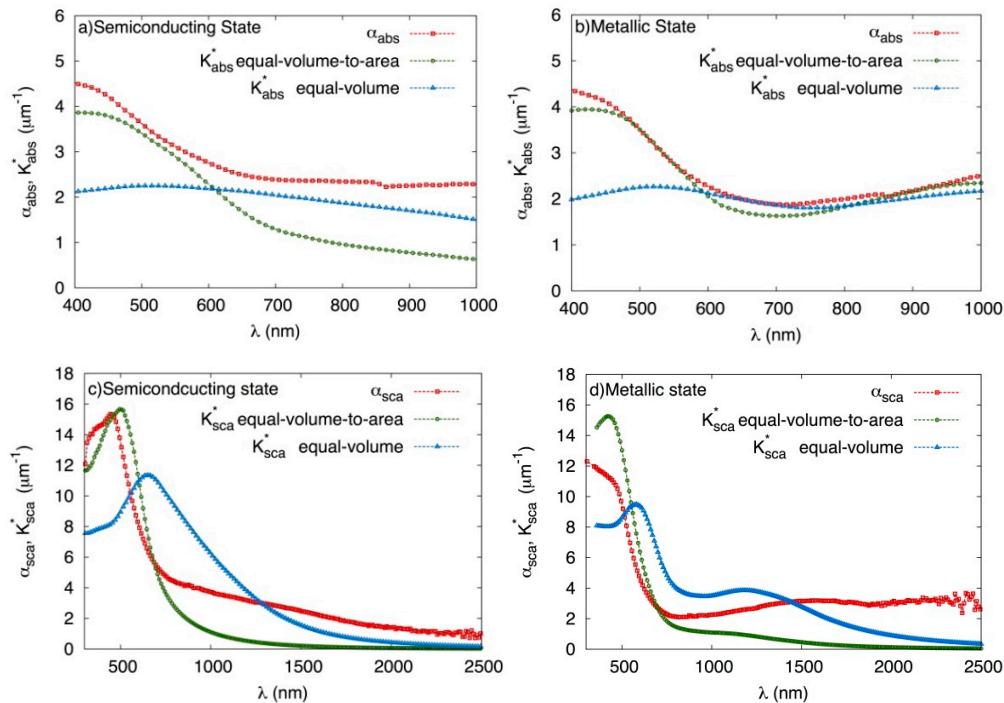 a)Semiconducting State
α_abs
K*_abs equal-volume-to-area
K*_abs equal-volume
α_abs, K*_abs (μm⁻¹)
6
5
4
3
2
1
0
400 500 600 700 800 900 1000
λ (nm)
b)Metallic State
α_abs
K*_abs equal-volume-to-area
K*_abs equal-volume
α_abs, K*_abs (μm⁻¹)
6
5
4
3
2
1
0
400 500 600 700 800 900 1000
λ (nm)
c)Semicondcucting state
α_sca
K*_sca equal-volume-to-area
K*_sca equal-volume
α_sca, K*_sca (μm⁻¹)
18
16
14
12
10
8
6
4
2
0
500 1000 1500 2000 2500
λ (nm)
d)Metallic state
α_sca
K*_sca equal-volume-to-area
K*_sca equal-volume
α_sca, K*_sca (μm⁻¹)
18
16
14
12
10
8
6
4
2
0
500 1000 1500 2000 2500
λ (nm)